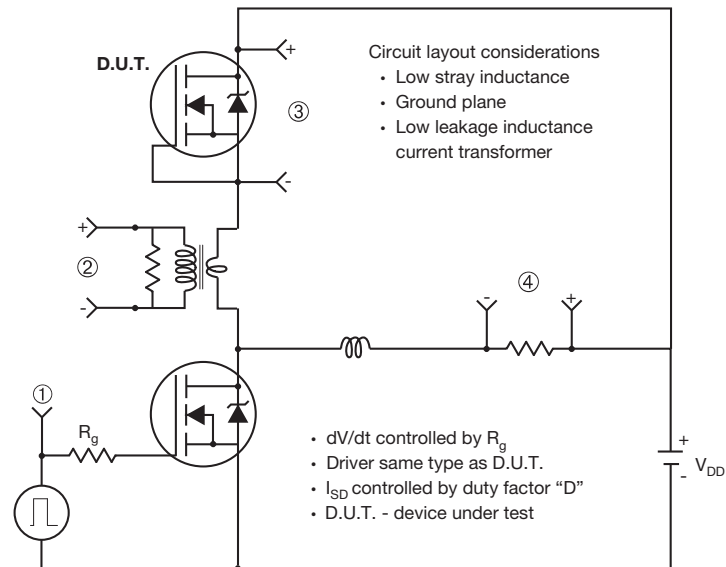 D.U.T.
+
Circuit layout considerations
• Low stray inductance
• Ground plane
• Low leakage inductance
current transformer
③
-
+
②
-
④
-
+
①
Rg
• dV/dt controlled by Rg
• Driver same type as D.U.T.
• ISD controlled by duty factor “D”
• D.U.T. - device under test
+
VDD
-